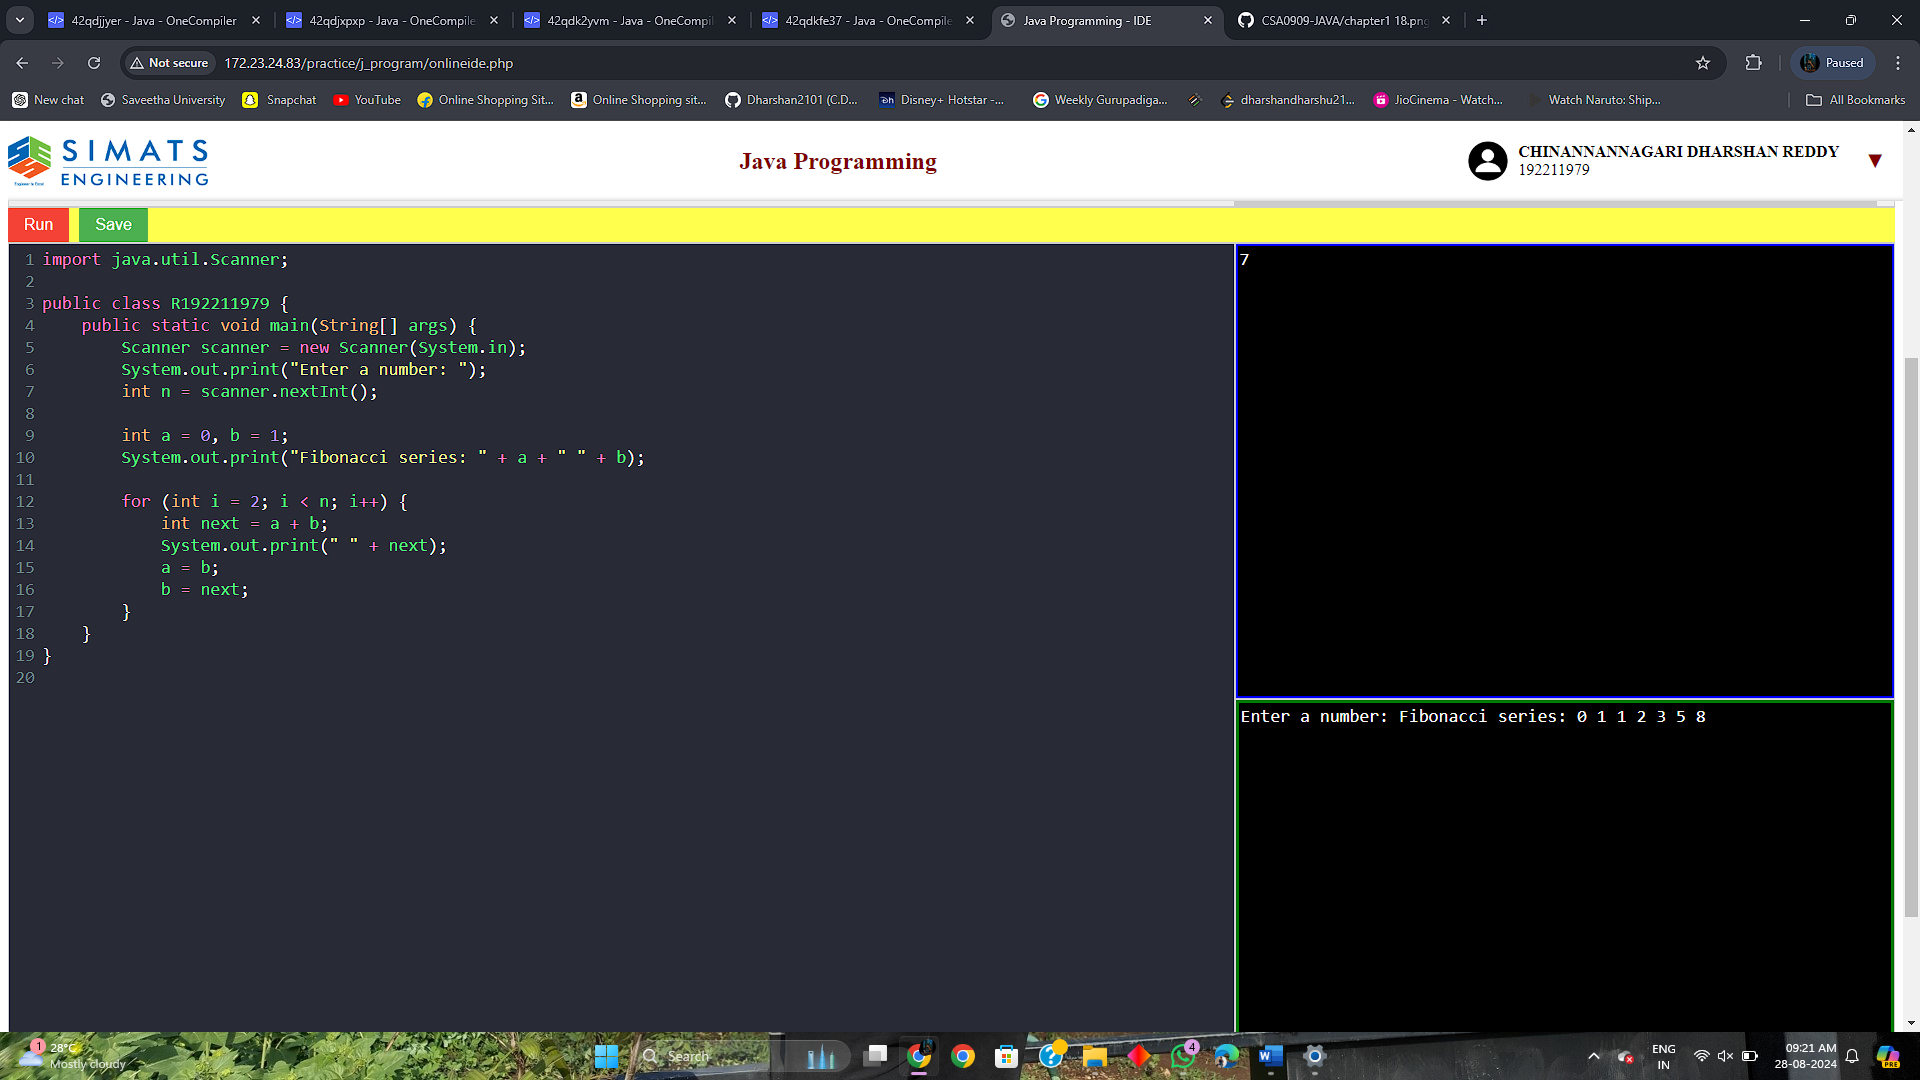 42qdjjyer - Java - OneCompiler
42qdjxpxp - Java - OneCompile
42qdk2yvm - Java - OneCompil
42qdkfe37 - Java - OneCompile
Java Programming - IDE
CSA0909-JAVA/chapter1 18.png
Not secure
172.23.24.83/practice/j_program/onlineide.php
Paused
New chat
Saveetha University
Snapchat
YouTube
Online Shopping Sit...
Online Shopping sit...
Dharshan2101 (C.D...
Disney+ Hotstar -...
Weekly Gurupadiga...
dharshandharshu21...
JioCinema - Watch...
Watch Naruto: Ship...
All Bookmarks
SIMATS
ENGINEERING
Java Programming
CHINANNANNAGARI DHARSHAN REDDY
192211979
Run
Save
1 import java.util.Scanner;
2
3 public class R192211979 {
4     public static void main(String[] args) {
5         Scanner scanner = new Scanner(System.in);
6         System.out.print("Enter a number: ");
7         int n = scanner.nextInt();
8
9         int a = 0, b = 1;
10         System.out.print("Fibonacci series: " + a + " " + b);
11
12         for (int i = 2; i < n; i++) {
13             int next = a + b;
14             System.out.print(" " + next);
15             a = b;
16             b = next;
17         }
18     }
19 }
20
7
Enter a number: Fibonacci series: 0 1 1 2 3 5 8
1
28°C
Mostly cloudy
Search
4
ENG
IN
09:21 AM
28-08-2024
PRE